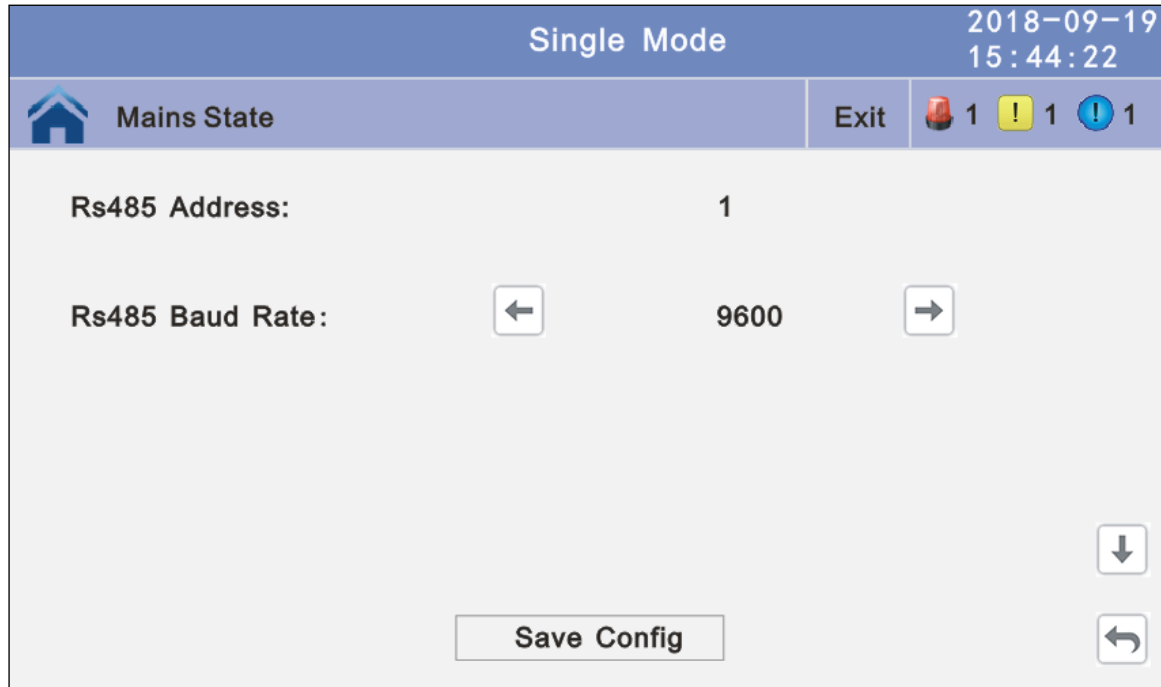 Single Mode
2018-09-19
15:44:22
Mains State
Exit
1 ! 1 ! 1
Rs485 Address: 1
Rs485 Baud Rate: 9600
Save Config